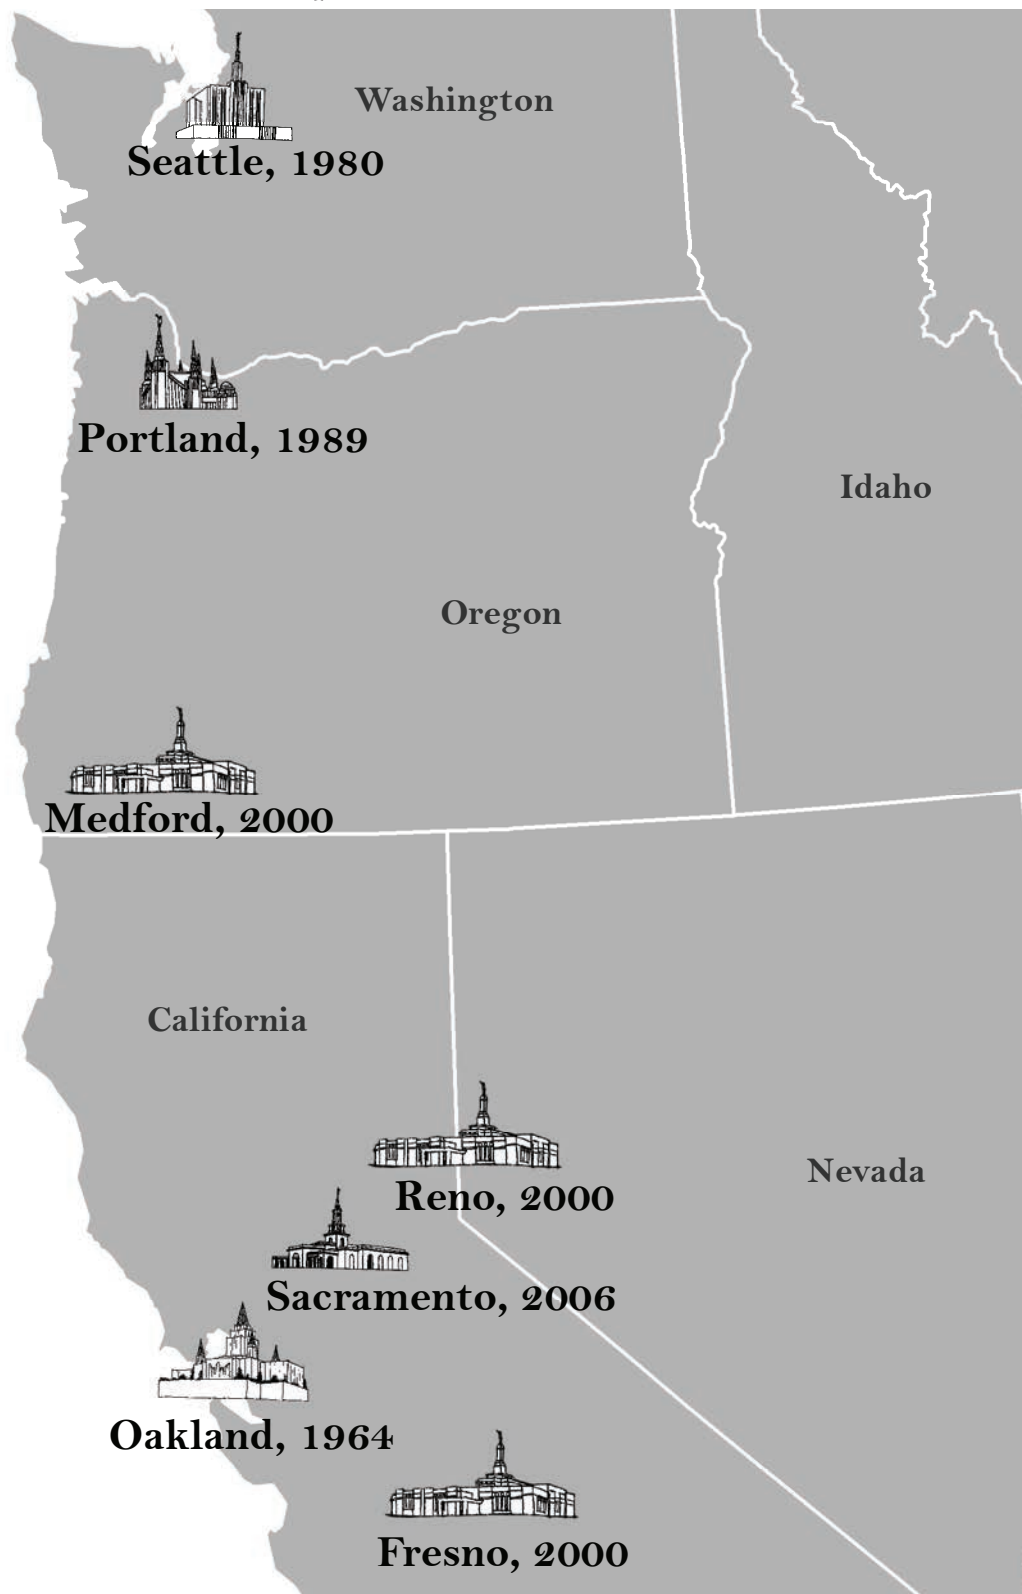 Washington
Seattle, 1980
Portland, 1989
Idaho
Oregon
Medford, 2000
California
Nevada
Reno, 2000
Sacramento, 2006
Oakland, 1964
Fresno, 2000